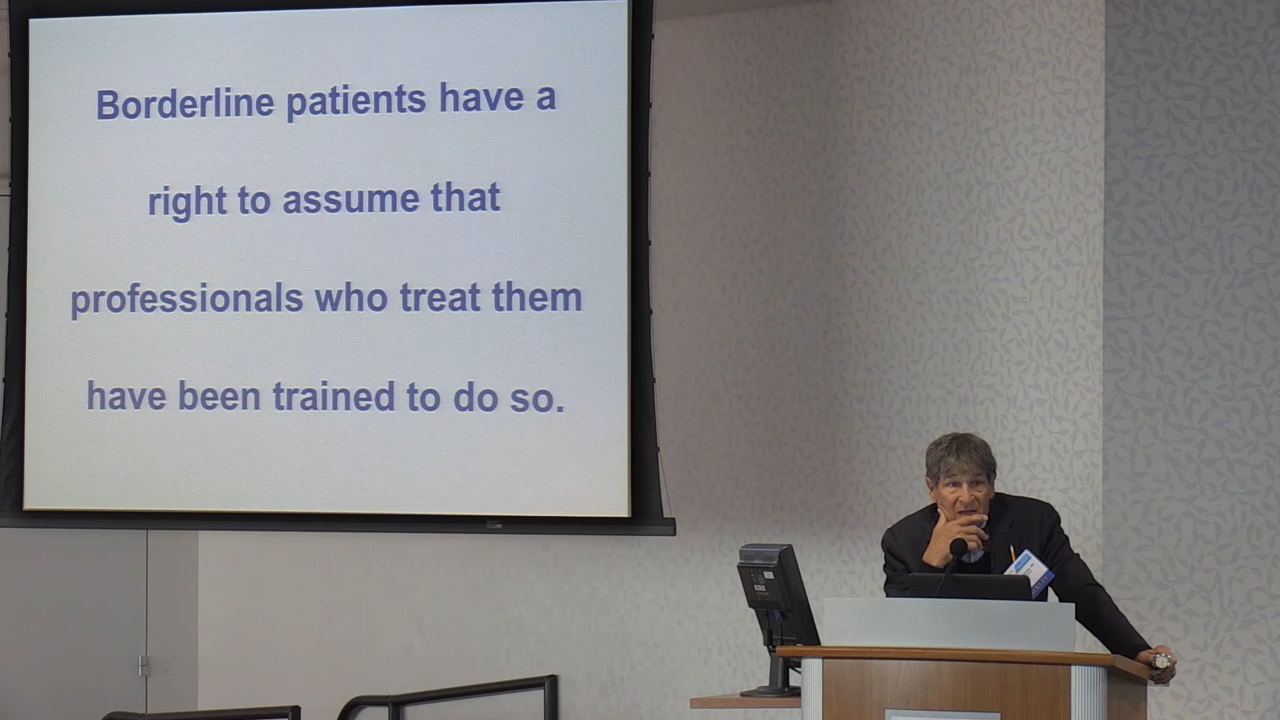 Borderline patients have a
right to assume that
professionals who treat them
have been trained to do so.